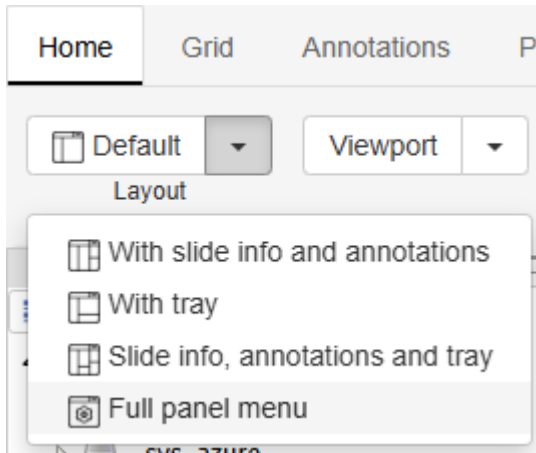 Home Grid Annotations P
Default Viewport
Layout
With slide info and annotations
With tray
Slide info, annotations and tray
Full panel menu
sys_azure